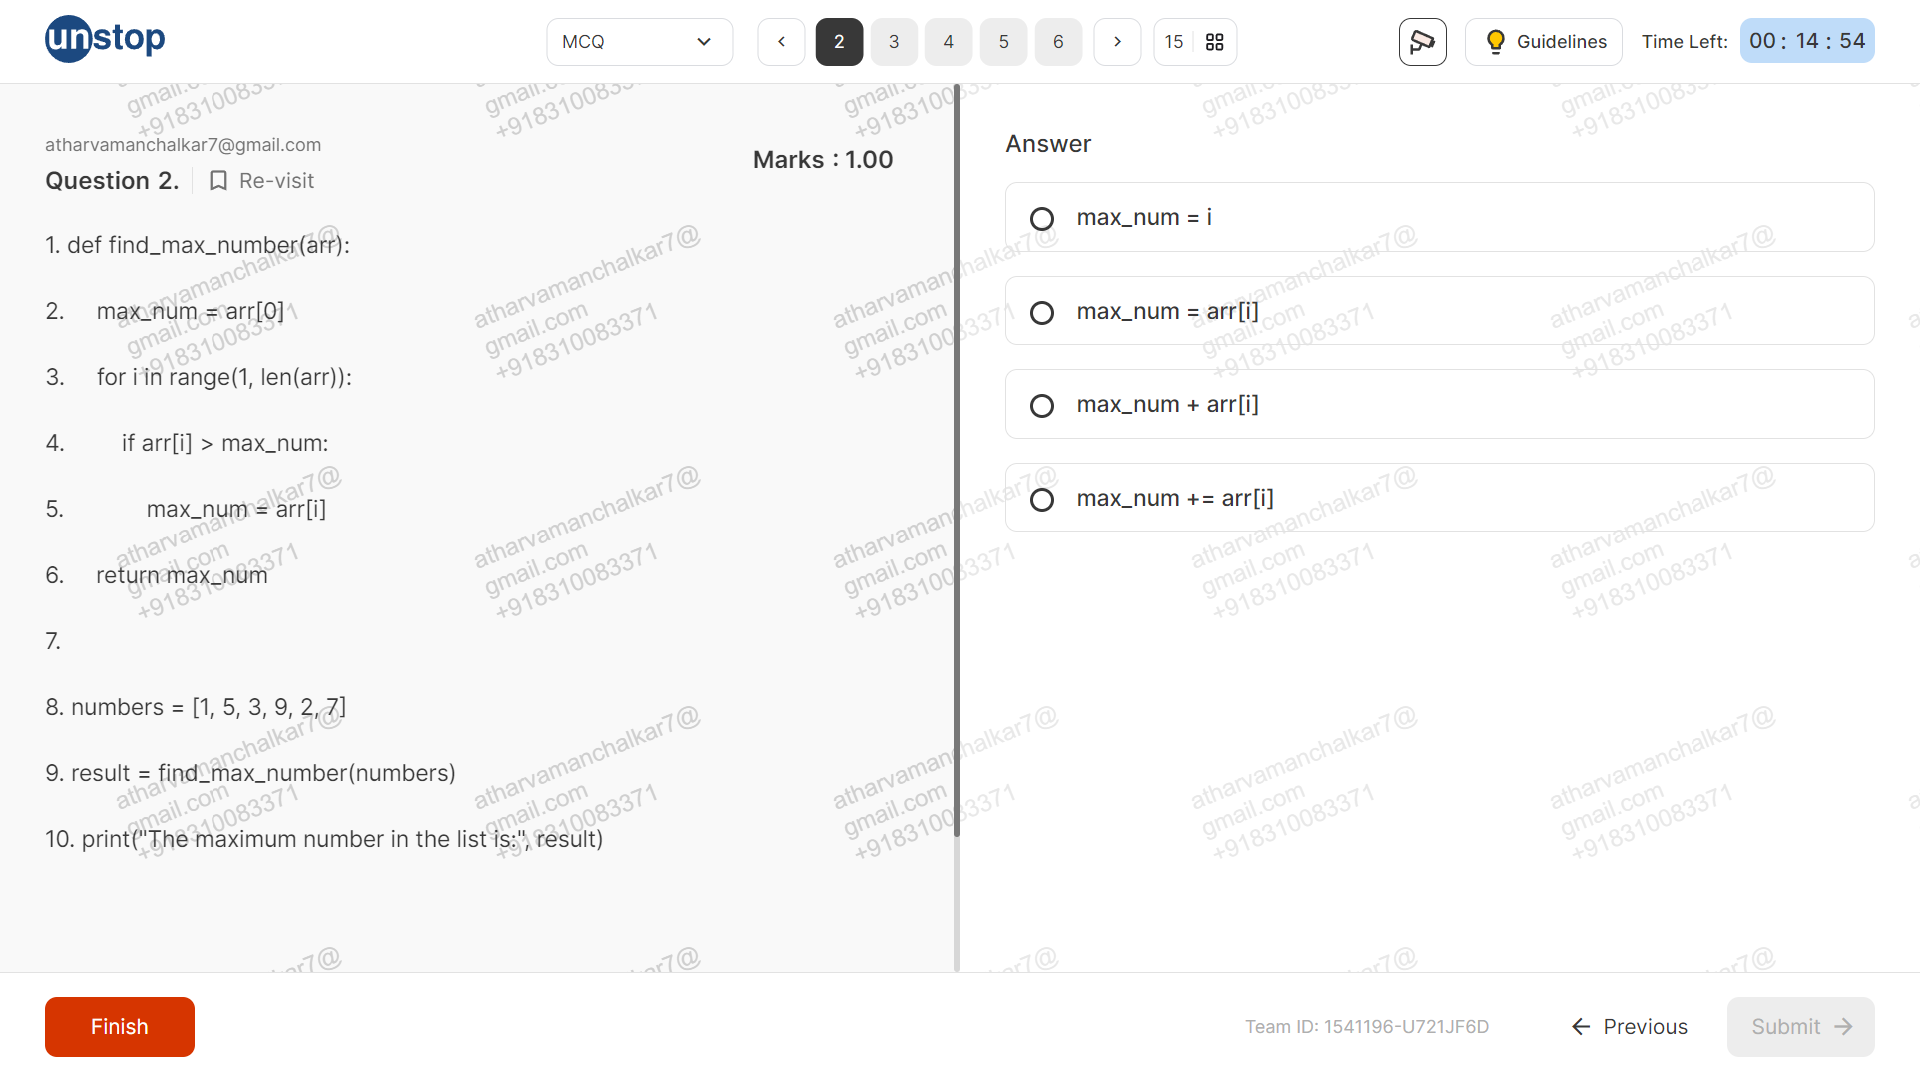 unstop
MCQ
2
3
4
5
6
15
Guidelines
Time Left:
00 : 14 : 54
atharvamanchalkar7@gmail.com
Marks : 1.00
Question 2.
Re-visit
1. def find_max_number(arr):
2. max_num = arr[0]
3. for i in range(1, len(arr)):
4. if arr[i] > max_num:
5. max_num = arr[i]
6. return max_num
7.
8. numbers = [1, 5, 3, 9, 2, 7]
9. result = find_max_number(numbers)
10. print("The maximum number in the list is:", result)
Answer
max_num = i
max_num = arr[i]
max_num + arr[i]
max_num += arr[i]
atharvamanchalkar7@
gmail.com
+918310083371
Finish
Team ID: 1541196-U721JF6D
Previous
Submit